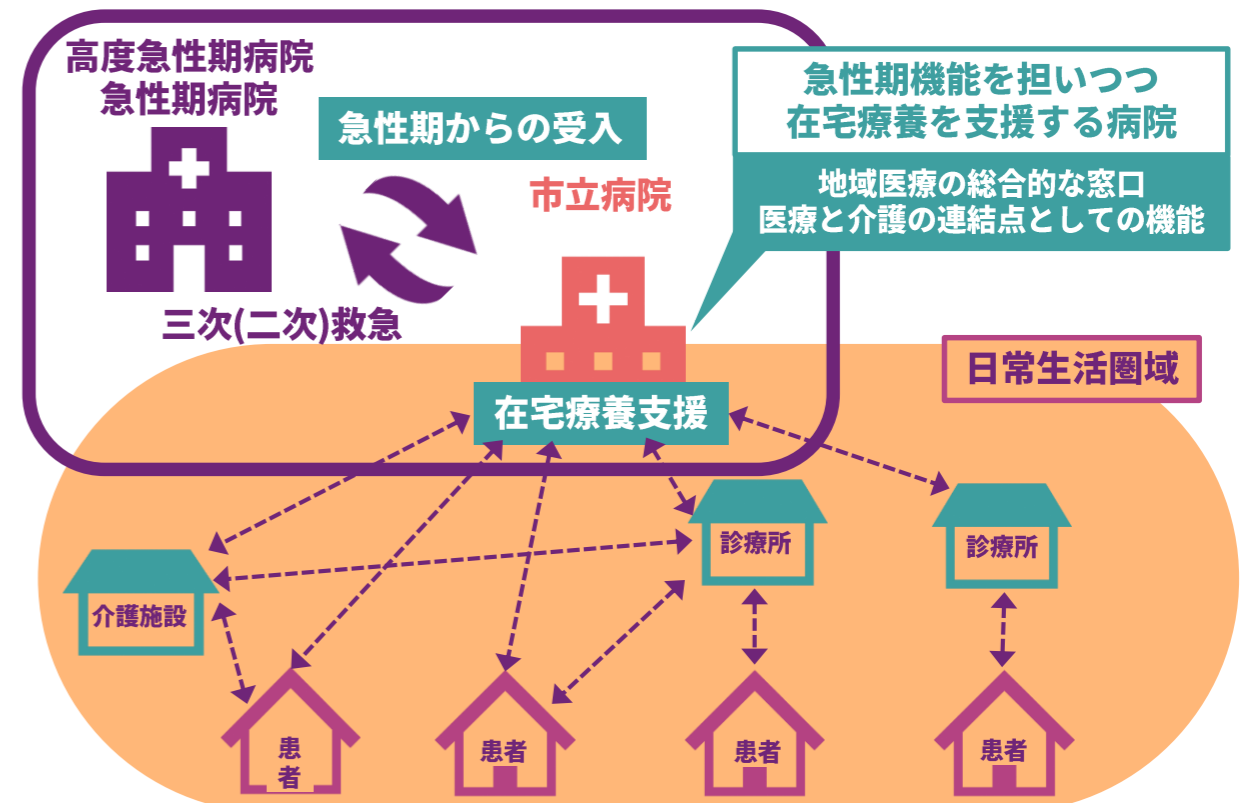 高度急性期病院
急性期病院
急性期からの受入
急性期機能を担いつつ
在宅療養を支援する病院
地域医療の総合的な窓口
医療と介護の連結点としての機能
市立病院
三次(二次)救急
日常生活圏域
在宅療養支援
診療所
診療所
介護施設
患
者
患者
患者
患者